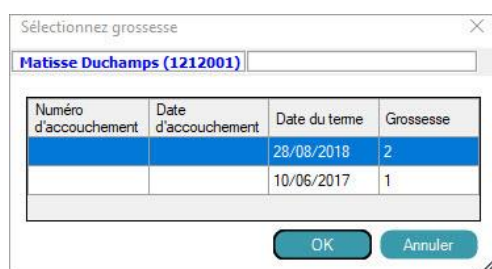 Sélectionnez grossesse
Matisse Duchamps (1212001)
Numéro d'accouchement Date d'accouchement Date du terme Grossesse
28/08/2018 2
10/06/2017 1
OK Annuler